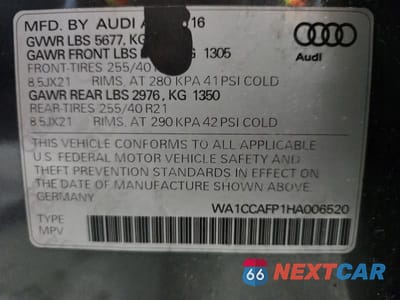 MFD. BY AUDI A /16
GVWR LBS 5677, KG
GAWR FRONT LBS KG 1305
FRONT-TIRES 255/40
8.5JX21 RIMS, AT 280 KPA 41 PSI COLD
GAWR REAR LBS 2976, KG 1350
REAR-TIRES 255/40 R21
8.5JX21 RIMS, AT 290 KPA 42 PSI COLD
Audi
THIS VEHICLE CONFORMS TO ALL APPLICABLE
U.S. FEDERAL MOTOR VEHICLE SAFETY AND
THEFT PREVENTION STANDARDS IN EFFECT ON
THE DATE OF MANUFACTURE SHOWN ABOVE
GERMANY
WA1CCAFP1HA006520
TYPE
MPV
66 NEXTCAR